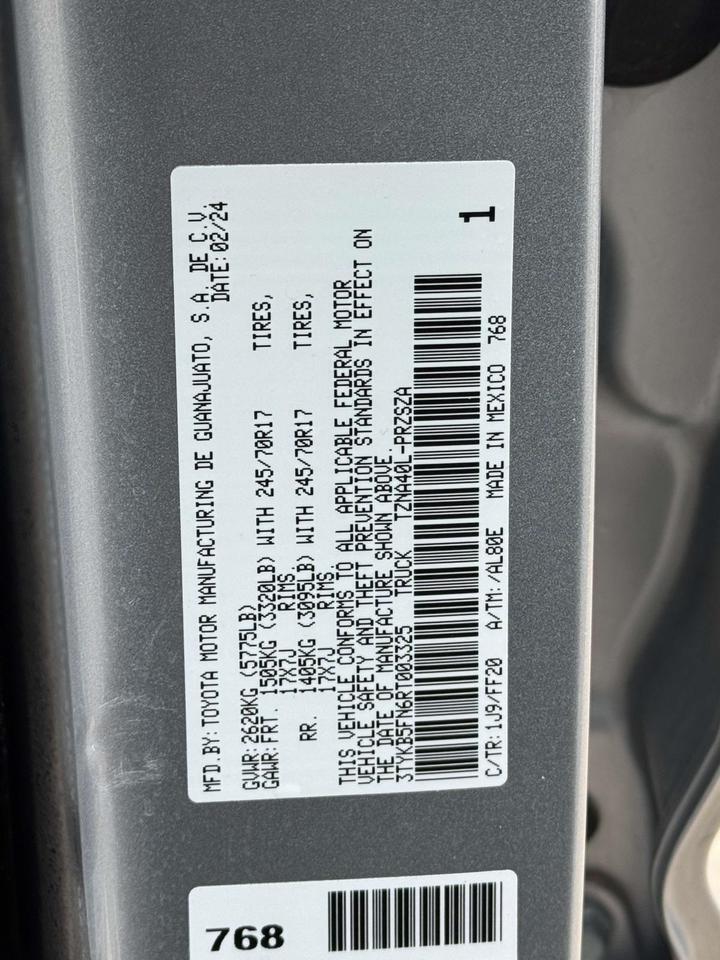 MFD.BY: TOYOTA MOTOR MANUFACTURING DE GUANAJUATO, S.A. DE C.V.
DATE: 02/24
GVWR: 2620KG (5775LB)
GAWR: FRT. 1505KG (3320LB) WITH 245/70R17 TIRES,
17X7J RIMS
RR. 1405KG (3095LB) WITH 245/70R17 TIRES,
17X7J RIMS.
THIS VEHICLE CONFORMS TO ALL APPLICABLE FEDERAL MOTOR
VEHICLE SAFETY AND THEFT PREVENTION STANDARDS IN EFFECT ON
THE DATE OF MANUFACTURE SHOWN ABOVE.
3TYKB5FN6RT003325 TRUCK TZNA40L-PRZSZA
1
C/TR: 1J9/FF20 A/TM: /AL80E MADE IN MEXICO 768
768